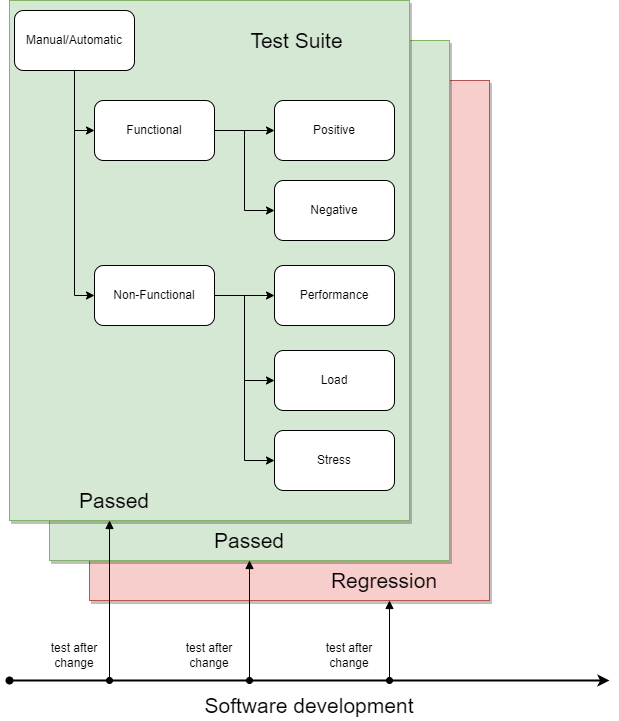 Manual/Automatic
Test Suite
Functional
Positive
Negative
Non-Functional
Performance
Load
Stress
Passed
Passed
Regression
test after
change
test after
change
test after
change
Software development